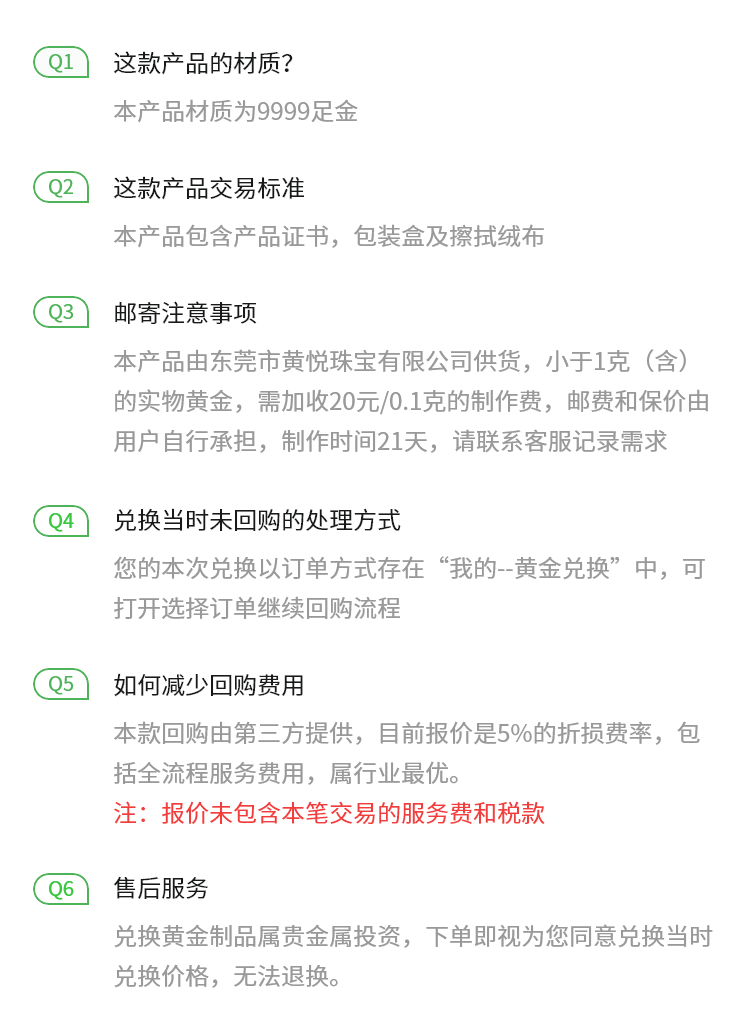 Q1 这款产品的材质？
本产品材质为9999足金
Q2 这款产品交易标准
本产品包含产品证书，包装盒及擦拭绒布
Q3 邮寄注意事项
本产品由东莞市黄悦珠宝有限公司供货，小于1克（含）
的实物黄金，需加收20元/0.1克的制作费，邮费和保价由
用户自行承担，制作时间21天，请联系客服记录需求
Q4 兑换当时未回购的处理方式
您的本次兑换以订单方式存在“我的--黄金兑换”中，可
打开选择订单继续回购流程
Q5 如何减少回购费用
本款回购由第三方提供，目前报价是5%的折损费率，包
括全流程服务费用，属行业最优。
注：报价未包含本笔交易的服务费和税款
Q6 售后服务
兑换黄金制品属贵金属投资，下单即视为您同意兑换当时
兑换价格，无法退换。